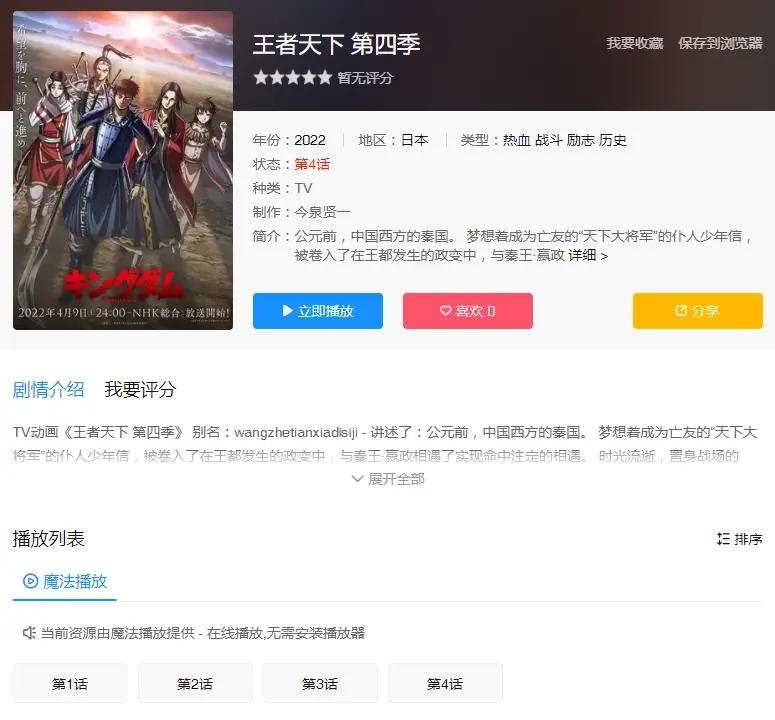 希望を胸に、前へと進め
キングダム
2022年4月9日(土)24:00-NHK総合にて放送開始!
王者天下 第四季
我要收藏 保存到浏览器
暂无评分
年份：2022 地区：日本 类型：热血 战斗 励志 历史
状态：第4话
种类：TV
制作：今泉贤一
简介：公元前，中国西方的秦国。 梦想着成为亡友的“天下大将军”的仆人少年信，
被卷入了在王都发生的政变中，与秦王·嬴政 详细 >
立即播放 喜欢 0 分享
剧情介绍 我要评分
TV动画《王者天下 第四季》 别名：wangzhetianxiadisiji - 讲述了：公元前，中国西方的秦国。 梦想着成为亡友的“天下大
将军”的仆人少年信，被卷入了在王都发生的政变中，与秦王·嬴政相遇了实现命中注定的相遇。 时光流逝，置身战场的
展开全部
播放列表 排序
魔法播放
当前资源由魔法播放提供 - 在线播放,无需安装播放器
第1话 第2话 第3话 第4话